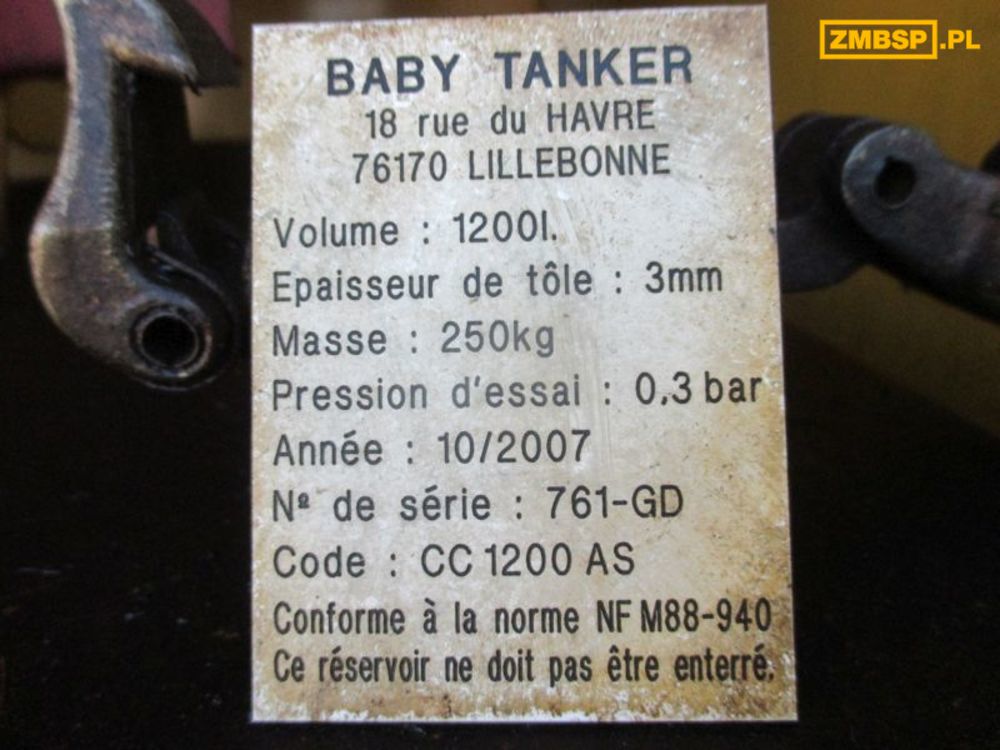 ZMBSP.PL
BABY TANKER
18 rue du HAVRE
76170 LILLEBONNE
Volume : 1200l.
Epaisseur de tôle : 3mm
Masse : 250kg
Pression d'essai : 0.3 bar
Année : 10/2007
Nº de série : 761-GD
Code : CC 1200 AS
Conforme à la norme NF M88-940
Ce réservoir ne doit pas être enterré.